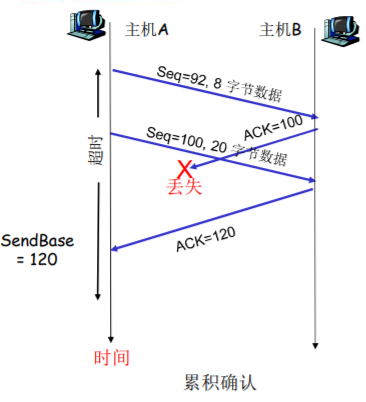 主机A
主机B
Seq=92, 8 字节数据
ACK=100
Seq=100, 20 字节数据
超时
X
丢失
ACK=120
SendBase
= 120
时间
累积确认